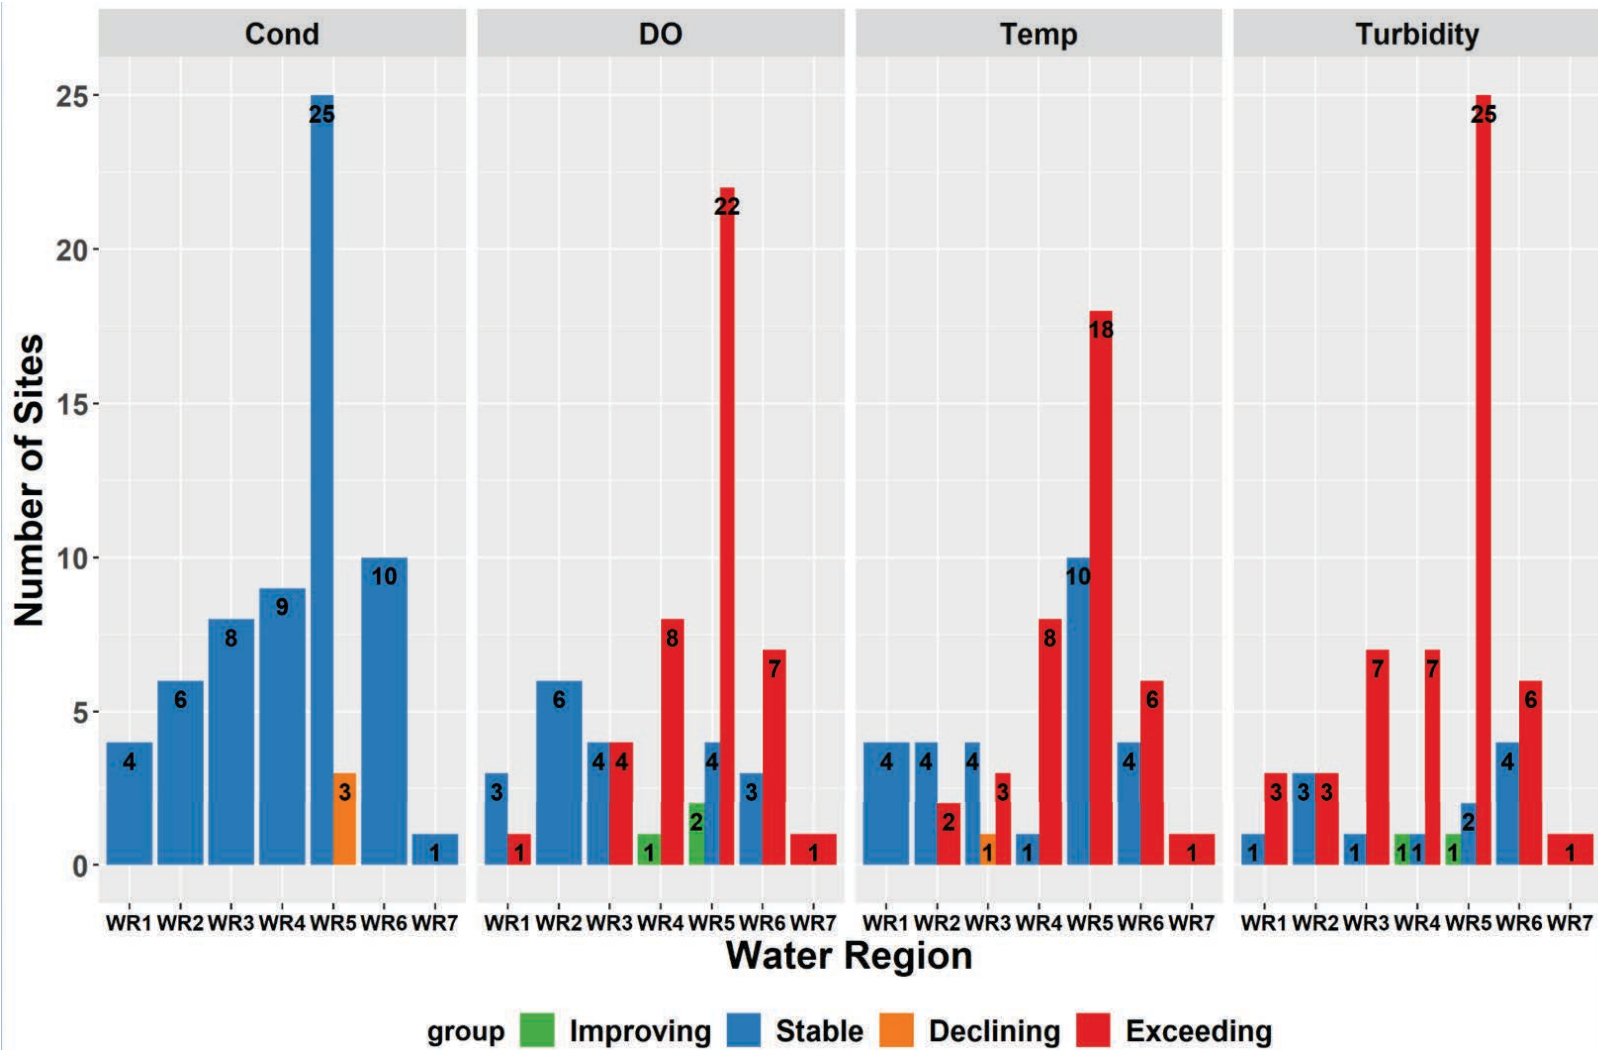 Cond DO Temp Turbidity
Number of Sites
25
20
15
10
5
0
4 6 8 9 25 3 10 1
3 1 6 4 4 1 8 2 4 22 3 7 1
4 4 2 4 1 3 1 8 10 18 4 6 1
1 3 3 3 1 7 1 1 7 1 2 25 4 6 1
WR1 WR2 WR3 WR4 WR5 WR6 WR7 WR1 WR2 WR3 WR4 WR5 WR6 WR7 WR1 WR2 WR3 WR4 WR5 WR6 WR7 WR1 WR2 WR3 WR4 WR5 WR6 WR7
Water Region
group Improving Stable Declining Exceeding